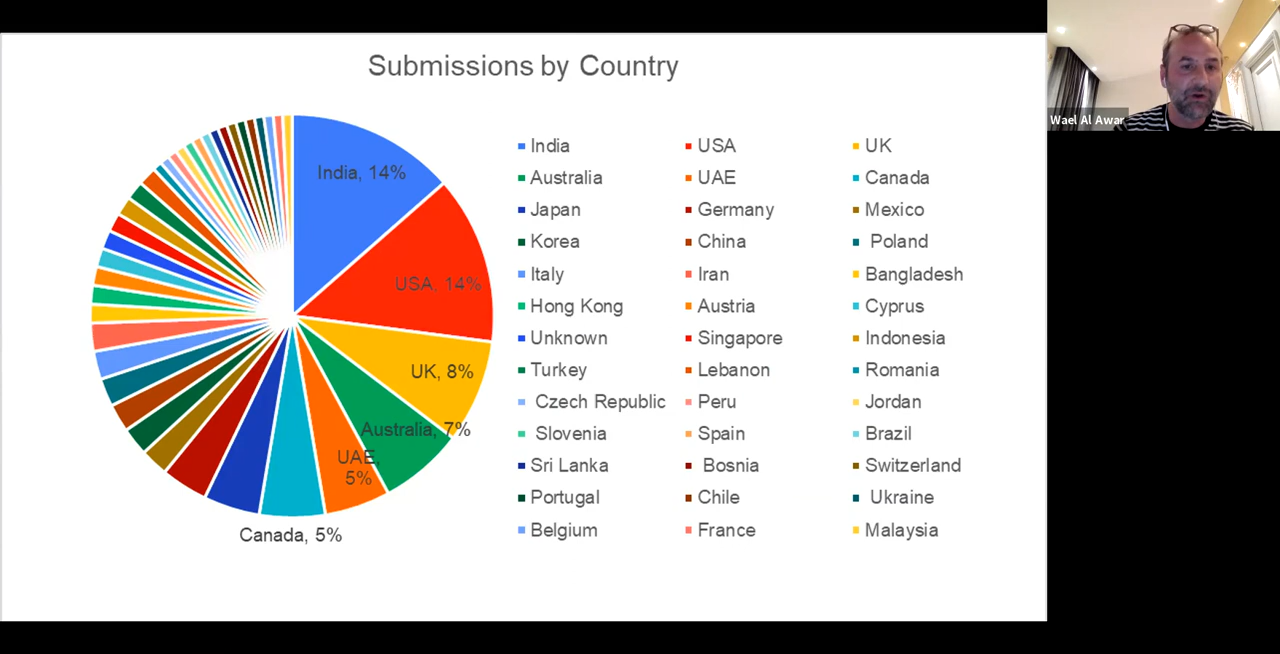 Submissions by Country
Wael Al Awar
India, 14%
USA, 14%
UK, 8%
Australia, 7%
UAE,
5%
Canada, 5%
India USA UK
Australia UAE Canada
Japan Germany Mexico
Korea China Poland
Italy Iran Bangladesh
Hong Kong Austria Cyprus
Unknown Singapore Indonesia
Turkey Lebanon Romania
Czech Republic Peru Jordan
Slovenia Spain Brazil
Sri Lanka Bosnia Switzerland
Portugal Chile Ukraine
Belgium France Malaysia